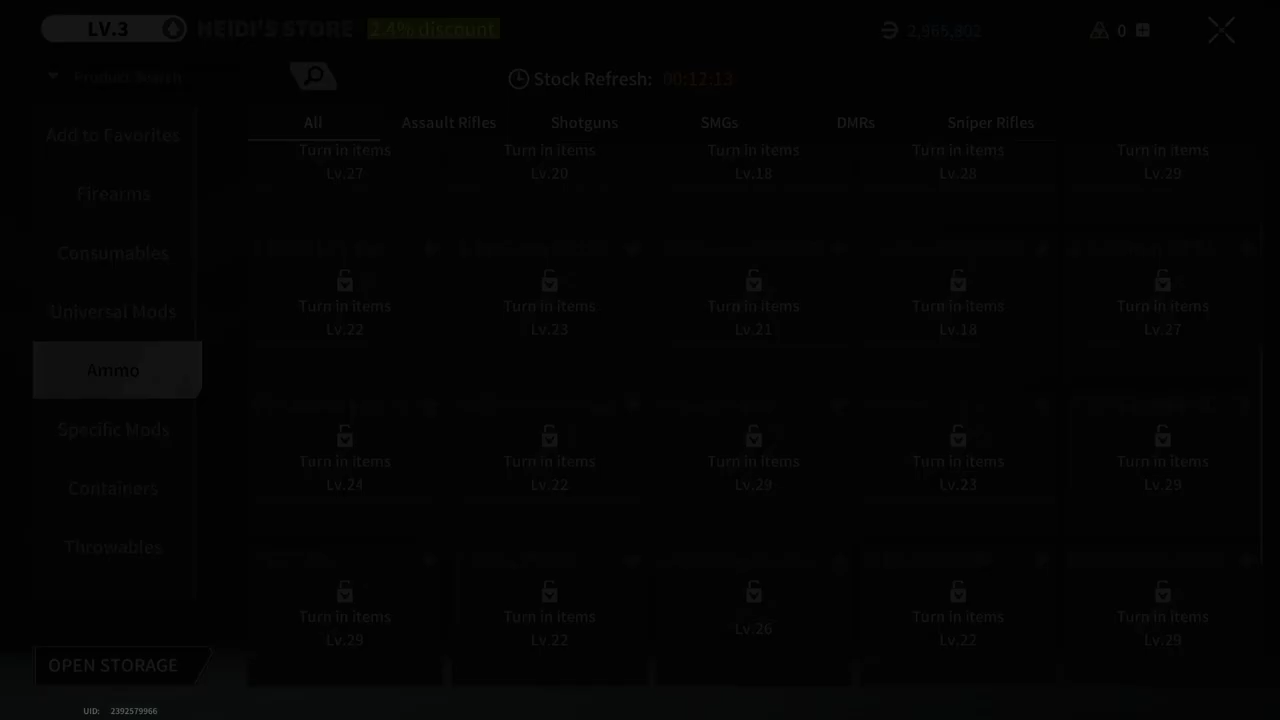 LV.3 HEIDI'S STORE 2.4% discount 2,965,802 0
Product Search Stock Refresh: 00:12:13
All Assault Rifles Shotguns SMGs DMRs Sniper Rifles
Add to Favorites
Firearms
Consumables
Universal Mods
Ammo
Specific Mods
Containers
Throwables
Turn in items Turn in items Turn in items Turn in items Turn in items
Lv.27 Lv.20 Lv.18 Lv.28 Lv.29
Turn in items Turn in items Turn in items Turn in items Turn in items
Lv.22 Lv.23 Lv.21 Lv.18 Lv.27
Turn in items Turn in items Turn in items Turn in items Turn in items
Lv.24 Lv.22 Lv.29 Lv.23 Lv.29
Turn in items Turn in items Lv.26 Turn in items Turn in items
Lv.29 Lv.22 Lv.22 Lv.29
OPEN STORAGE
UID: 2392579966